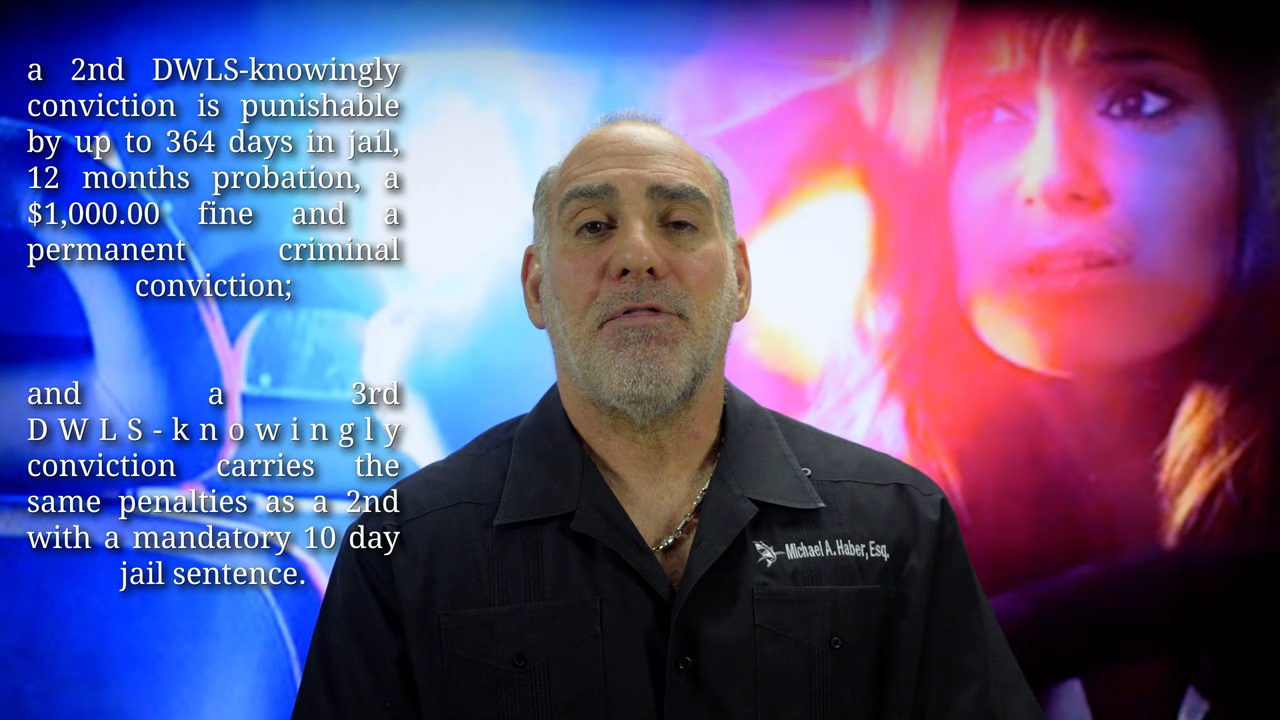 a 2nd DWLS-knowingly
conviction is punishable
by up to 364 days in jail,
12 months probation, a
$1,000.00 fine and a
permanent criminal
conviction;
and a 3rd
DWLS-knowingly
conviction carries the
same penalties as a 2nd
with a mandatory 10 day
jail sentence.
Michael A. Haber, Esq.